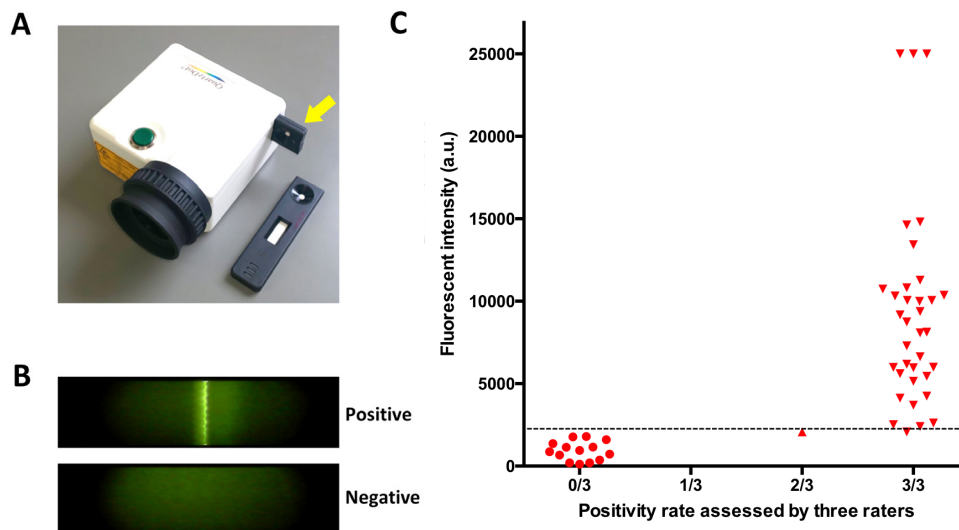 A
QuartzDot
B
Positive
Negative
C
Fluorescent intensity (a.u.)
25000
20000
15000
10000
5000
0
0/3
1/3
2/3
3/3
Positivity rate assessed by three raters